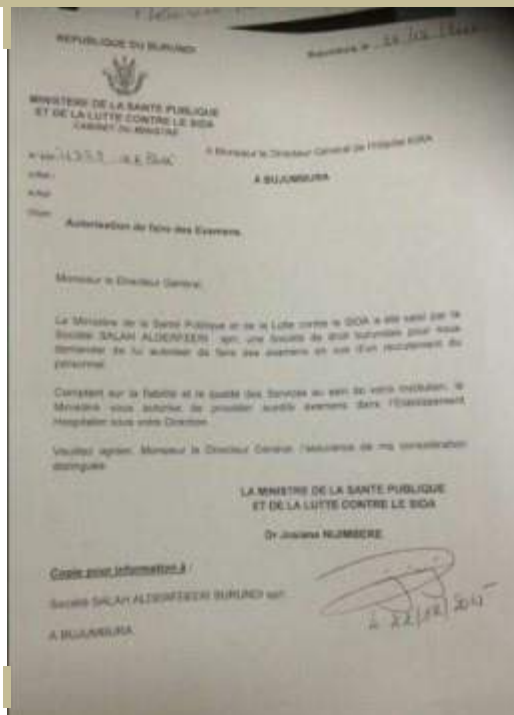 REPUBLIQUE DU BURUNDI
MINISTERE DE LA SANTE PUBLIQUE
ET DE LA LUTTE CONTRE LE SIDA
CABINET DU MINISTRE
A Monsieur le Directeur Général de l'Hôpital KIRA
A BUJUMBURA
Autorisation de faire des Examens
Monsieur le Directeur Général,
Le Ministère de la Santé Publique et de la Lutte contre le SIDA a été saisi par la
Société SALAH ALDERFEERI sprl, une Société de droit burundais pour nous
demander de lui autoriser de faire des examens en vue d'un recrutement du
personnel.
Comptant sur la fiabilité et la qualité des Services au sein de votre Institution, le
Ministère vous autorise de procéder auxdits examens dans l'Etablissement
Hospitalier sous votre Direction.
Veuillez agréer, Monsieur le Directeur Général, l'assurance de ma considération
distinguée.
LA MINISTRE DE LA SANTE PUBLIQUE
ET DE LA LUTTE CONTRE LE SIDA
Dr Josiane NIJIMBERE
Copie pour information à :
Société SALAH ALDERFEERI BURUNDI sprl
A BUJUMBURA